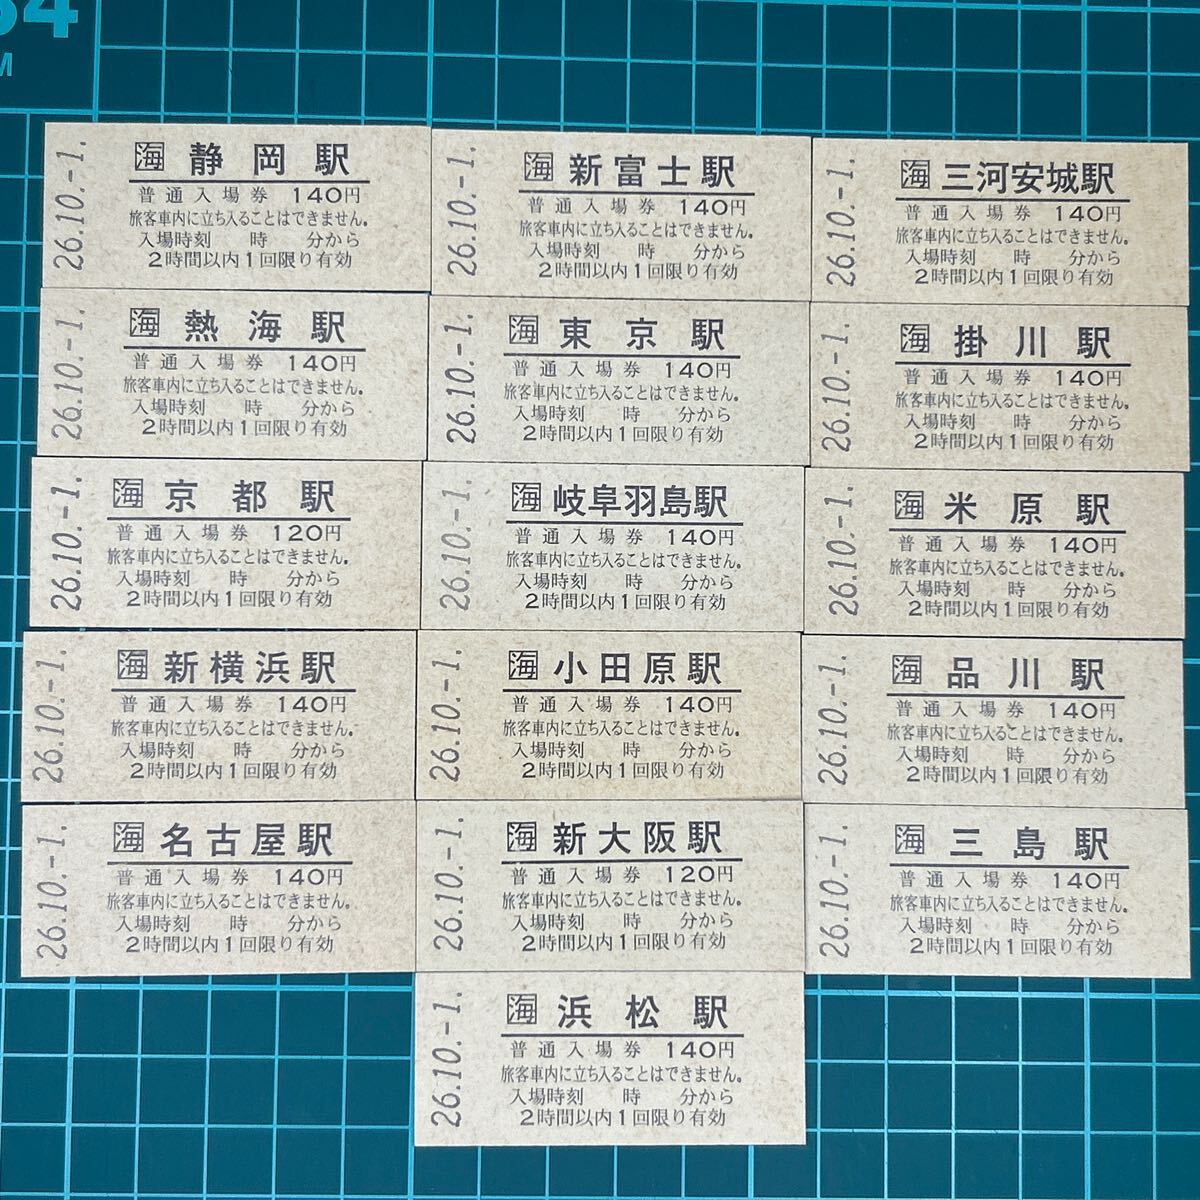 34
M
26.10.-1.
海 静岡駅
普通入場券 140円
旅客車内に立ち入ることはできません。
入場時刻 時 分から
2時間以内1回限り有効
26.10.-1.
海 新富士駅
普通入場券 140円
旅客車内に立ち入ることはできません。
入場時刻 時 分から
2時間以内1回限り有効
26.10.-1.
海 三河安城駅
普通入場券 140円
旅客車内に立ち入ることはできません。
入場時刻 時 分から
2時間以内1回限り有効
26.10.-1.
海 熱海駅
普通入場券 140円
旅客車内に立ち入ることはできません。
入場時刻 時 分から
2時間以内1回限り有効
26.10.-1.
海 東京駅
普通入場券 140円
旅客車内に立ち入ることはできません。
入場時刻 時 分から
2時間以内1回限り有効
26.10.-1.
海 掛川駅
普通入場券 140円
旅客車内に立ち入ることはできません。
入場時刻 時 分から
2時間以内1回限り有効
26.10.-1.
海 京都駅
普通入場券 120円
旅客車内に立ち入ることはできません。
入場時刻 時 分から
2時間以内1回限り有効
26.10.-1.
海 岐阜羽島駅
普通入場券 140円
旅客車内に立ち入ることはできません。
入場時刻 時 分から
2時間以内1回限り有効
26.10.-1.
海 米原駅
普通入場券 140円
旅客車内に立ち入ることはできません。
入場時刻 時 分から
2時間以内1回限り有効
26.10.-1.
海 新横浜駅
普通入場券 140円
旅客車内に立ち入ることはできません。
入場時刻 時 分から
2時間以内1回限り有効
26.10.-1.
海 小田原駅
普通入場券 140円
旅客車内に立ち入ることはできません。
入場時刻 時 分から
2時間以内1回限り有効
26.10.-1.
海 品川駅
普通入場券 140円
旅客車内に立ち入ることはできません。
入場時刻 時 分から
2時間以内1回限り有効
26.10.-1.
海 名古屋駅
普通入場券 140円
旅客車内に立ち入ることはできません。
入場時刻 時 分から
2時間以内1回限り有効
26.10.-1.
海 新大阪駅
普通入場券 120円
旅客車内に立ち入ることはできません。
入場時刻 時 分から
2時間以内1回限り有効
26.10.-1.
海 三島駅
普通入場券 140円
旅客車内に立ち入ることはできません。
入場時刻 時 分から
2時間以内1回限り有効
26.10.-1.
海 浜松駅
普通入場券 140円
旅客車内に立ち入ることはできません。
入場時刻 時 分から
2時間以内1回限り有効